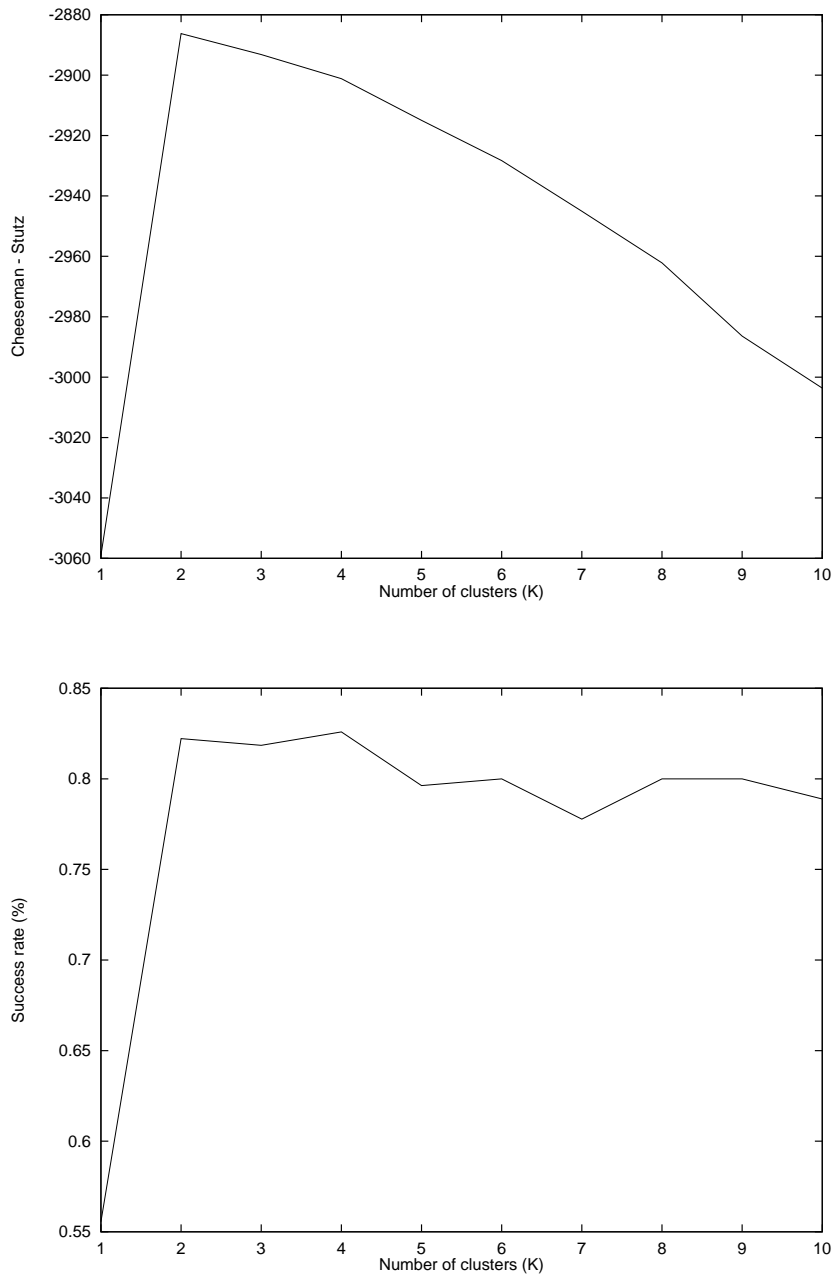 -2880
-2900
-2920
-2940
-2960
-2980
-3000
-3020
-3040
-3060
Cheeseman - Stutz
1 2 3 4 5 6 7 8 9 10
Number of clusters (K)
0.85
0.8
0.75
0.7
0.65
0.6
0.55
Success rate (%)
1 2 3 4 5 6 7 8 9 10
Number of clusters (K)